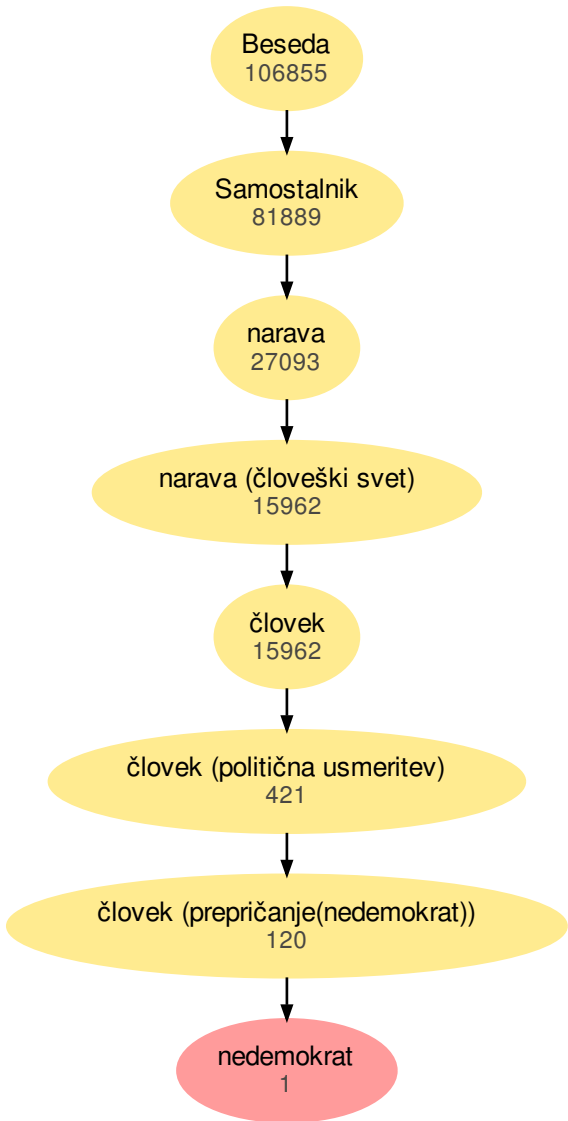 Beseda
106855
Samostalnik
81889
narava
27093
narava (človeški svet)
15962
človek
15962
človek (politična usmeritev)
421
človek (prepričanje(nedemokrat))
120
nedemokrat
1